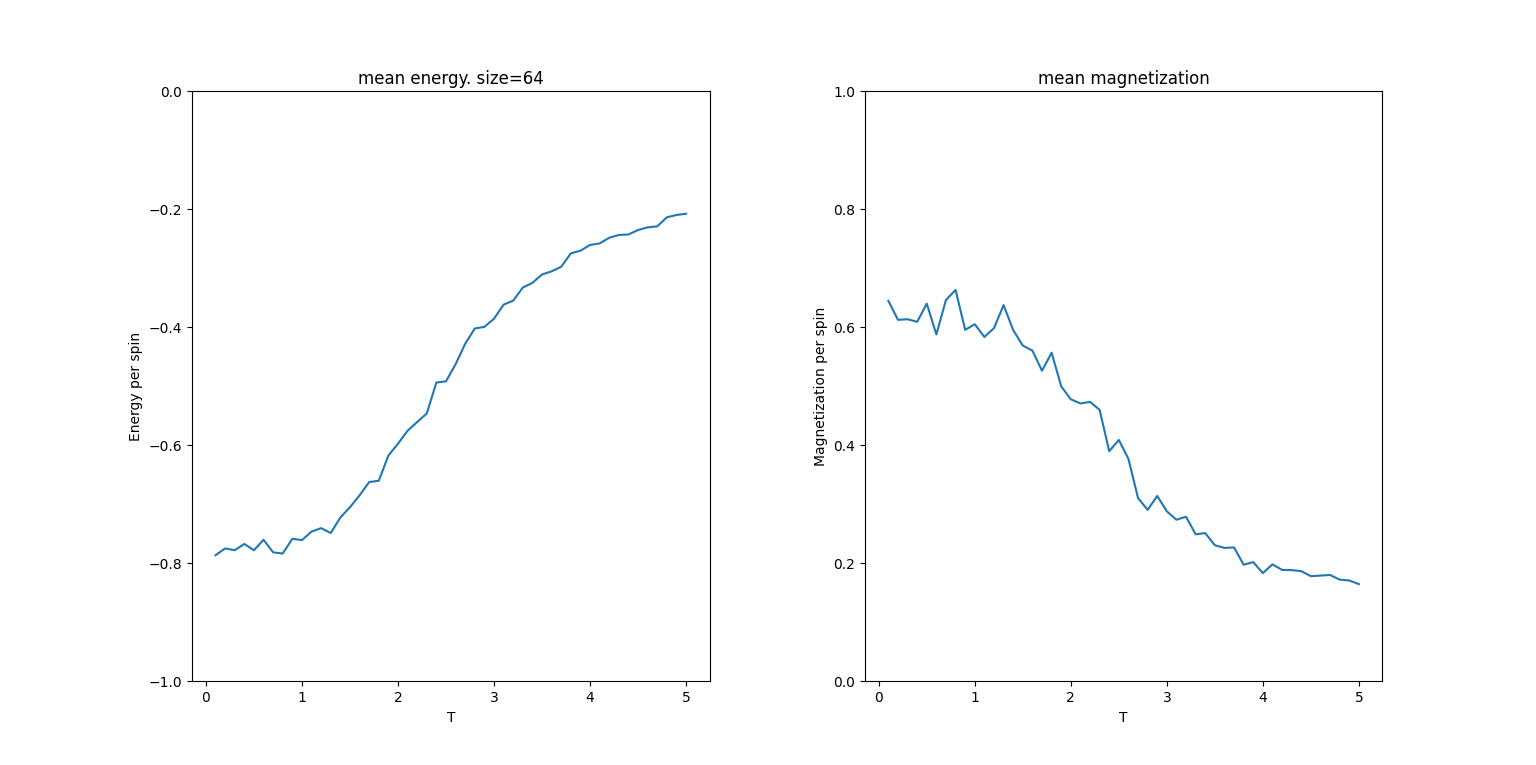 mean energy. size=64
0.0
−0.2
−0.4
−0.6
−0.8
−1.0
Energy per spin
0 1 2 3 4 5
T
mean magnetization
1.0
0.8
0.6
0.4
0.2
0.0
Magnetization per spin
0 1 2 3 4 5
T